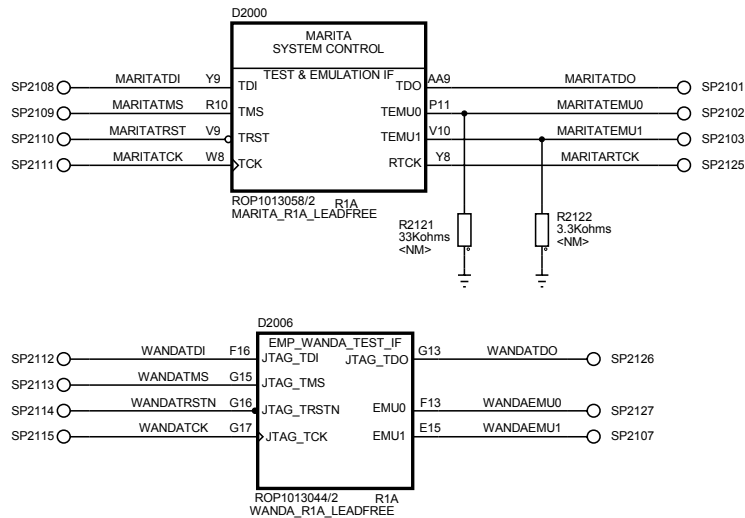 D2000
MARITA
SYSTEM CONTROL
TEST & EMULATION IF
SP2108 MARITATDI Y9 TDI TDO AA9 MARITATDO SP2101
SP2109 MARITATMS R10 TMS TEMU0 P11 MARITATEMU0 SP2102
SP2110 MARITATRST V9 TRST TEMU1 V10 MARITATEMU1 SP2103
SP2111 MARITATCK W8 TCK RTCK Y8 MARITARTCK SP2125
ROP1013058/2 R1A
MARITA_R1A_LEADFREE
R2121
33Kohms
<NM>
R2122
3.3Kohms
<NM>
D2006
EMP_WANDA_TEST_IF
SP2112 WANDATDI F16 JTAG_TDI JTAG_TDO G13 WANDATDO SP2126
SP2113 WANDATMS G15 JTAG_TMS
SP2114 WANDATRSTN G16 JTAG_TRSTN EMU0 F13 WANDAEMU0 SP2127
SP2115 WANDATCK G17 JTAG_TCK EMU1 E15 WANDAEMU1 SP2107
ROP1013044/2 R1A
WANDA_R1A_LEADFREE